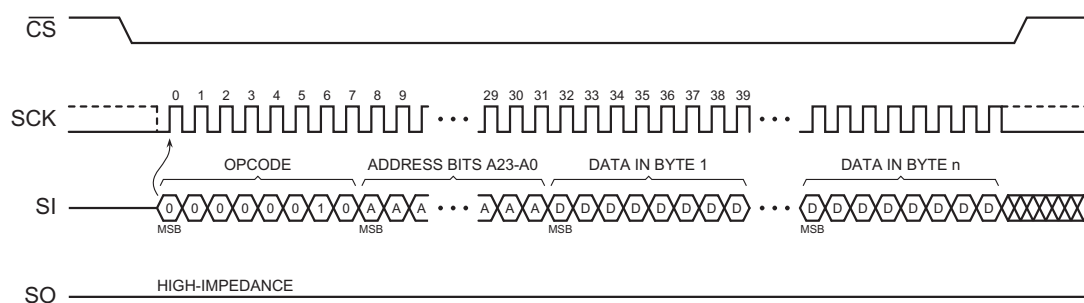 CS
SCK
0 1 2 3 4 5 6 7 8 9 29 30 31 32 33 34 35 36 37 38 39
OPCODE
ADDRESS BITS A23-A0
DATA IN BYTE 1
DATA IN BYTE n
SI
0 0 0 0 0 0 1 0 A A A A A A D D D D D D D D D D D D D D D D
MSB MSB MSB MSB
SO
HIGH-IMPEDANCE